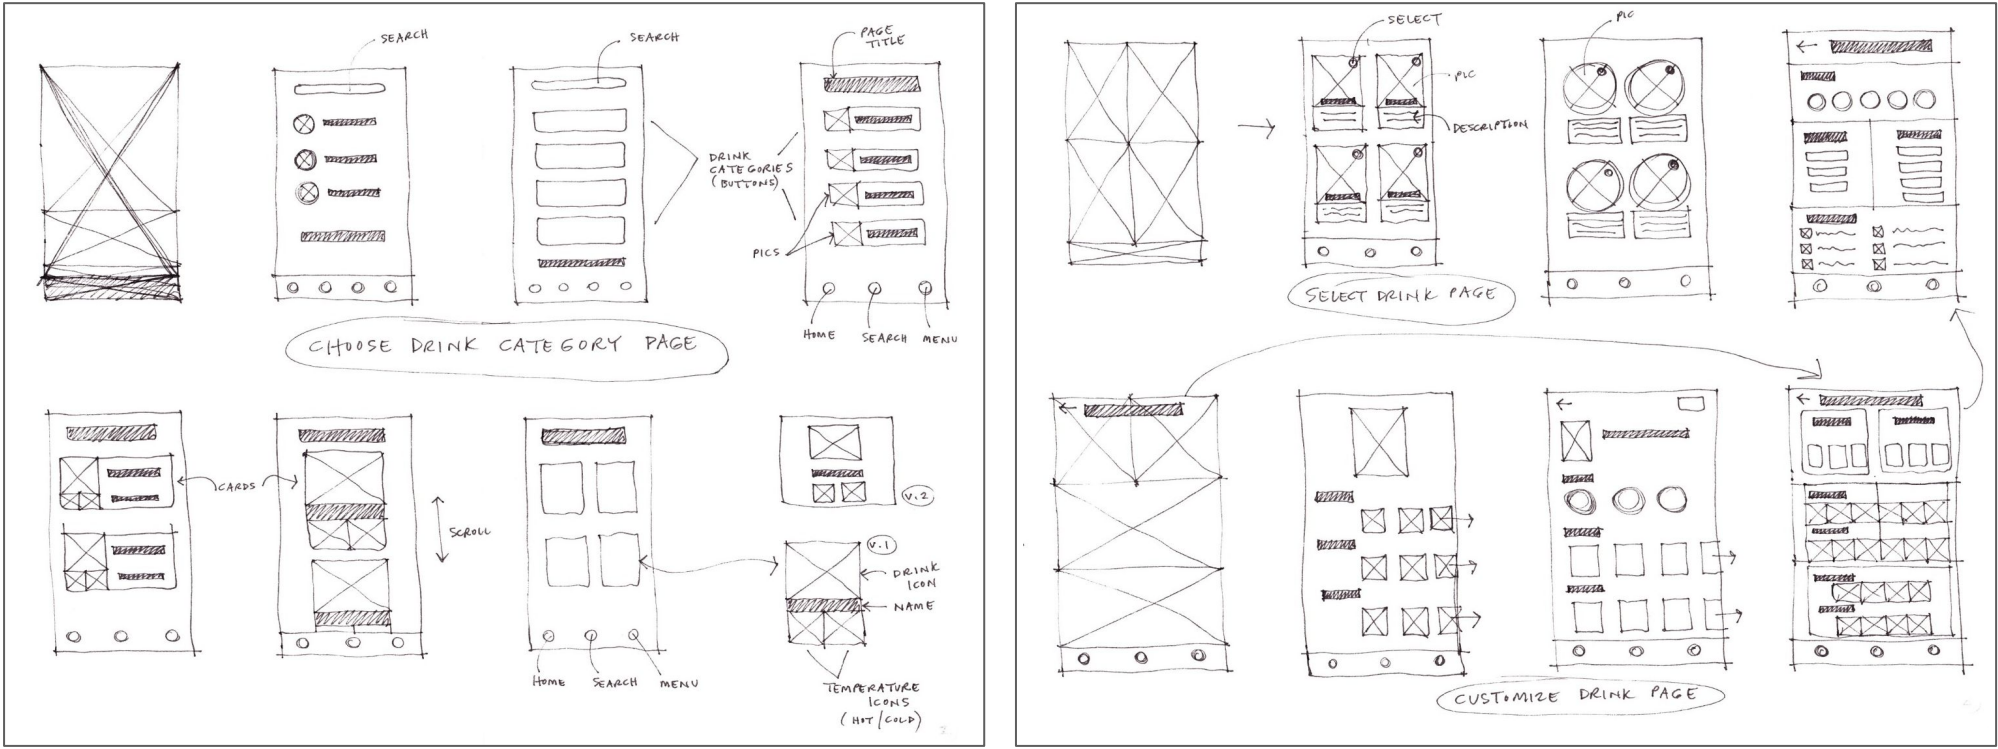 SEARCH
SEARCH
PAGE
TITLE
DRINK
CATEGORIES
(BUTTONS)
PICS
HOME
SEARCH
MENU
CHOOSE DRINK CATEGORY PAGE
CARDS
SCROLL
V.2
V.1
DRINK
ICON
NAME
HOME
SEARCH
MENU
TEMPERATURE
ICONS
(HOT/COLD)
SELECT
PIC
DESCRIPTION
PIC
SELECT DRINK PAGE
CUSTOMIZE DRINK PAGE